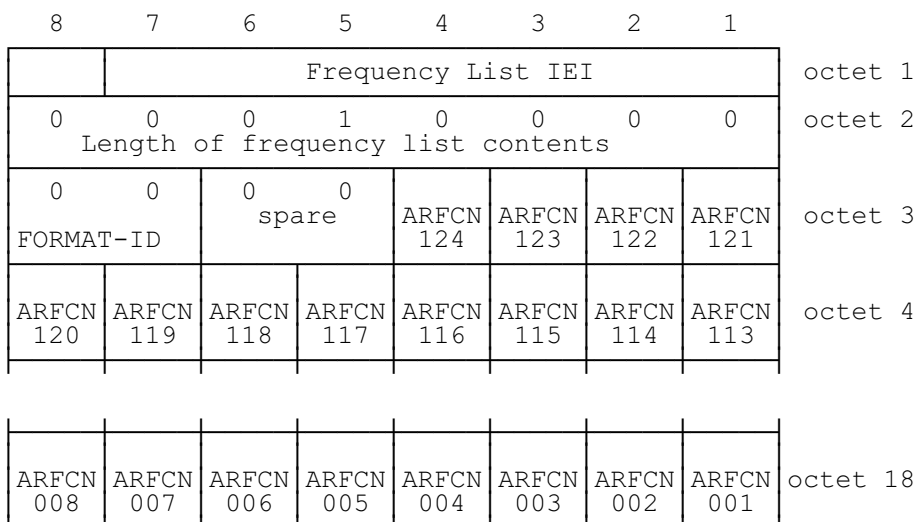 8 7 6 5 4 3 2 1
Frequency List IEI octet 1
0 0 0 1 0 0 0 0 octet 2
Length of frequency list contents
0 0 0 0
spare ARFCN ARFCN ARFCN ARFCN octet 3
FORMAT-ID 124 123 122 121
ARFCN ARFCN ARFCN ARFCN ARFCN ARFCN ARFCN ARFCN octet 4
120 119 118 117 116 115 114 113
ARFCN ARFCN ARFCN ARFCN ARFCN ARFCN ARFCN ARFCN octet 18
008 007 006 005 004 003 002 001